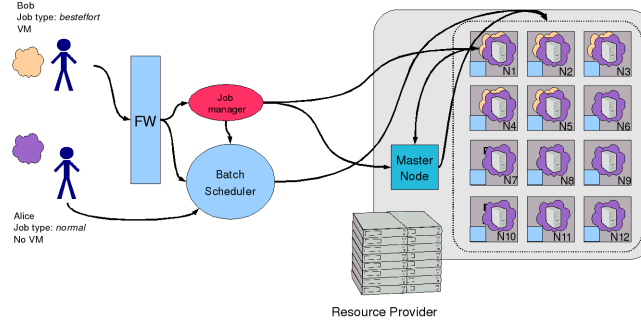 Bob
Job type: besteffort
VM
FW
Job
manager
Batch
Scheduler
Master
Node
N1
N2
N3
N4
N5
N6
N7
N8
N9
N10
N11
N12
Alice
Job type: normal
No VM
Resource Provider